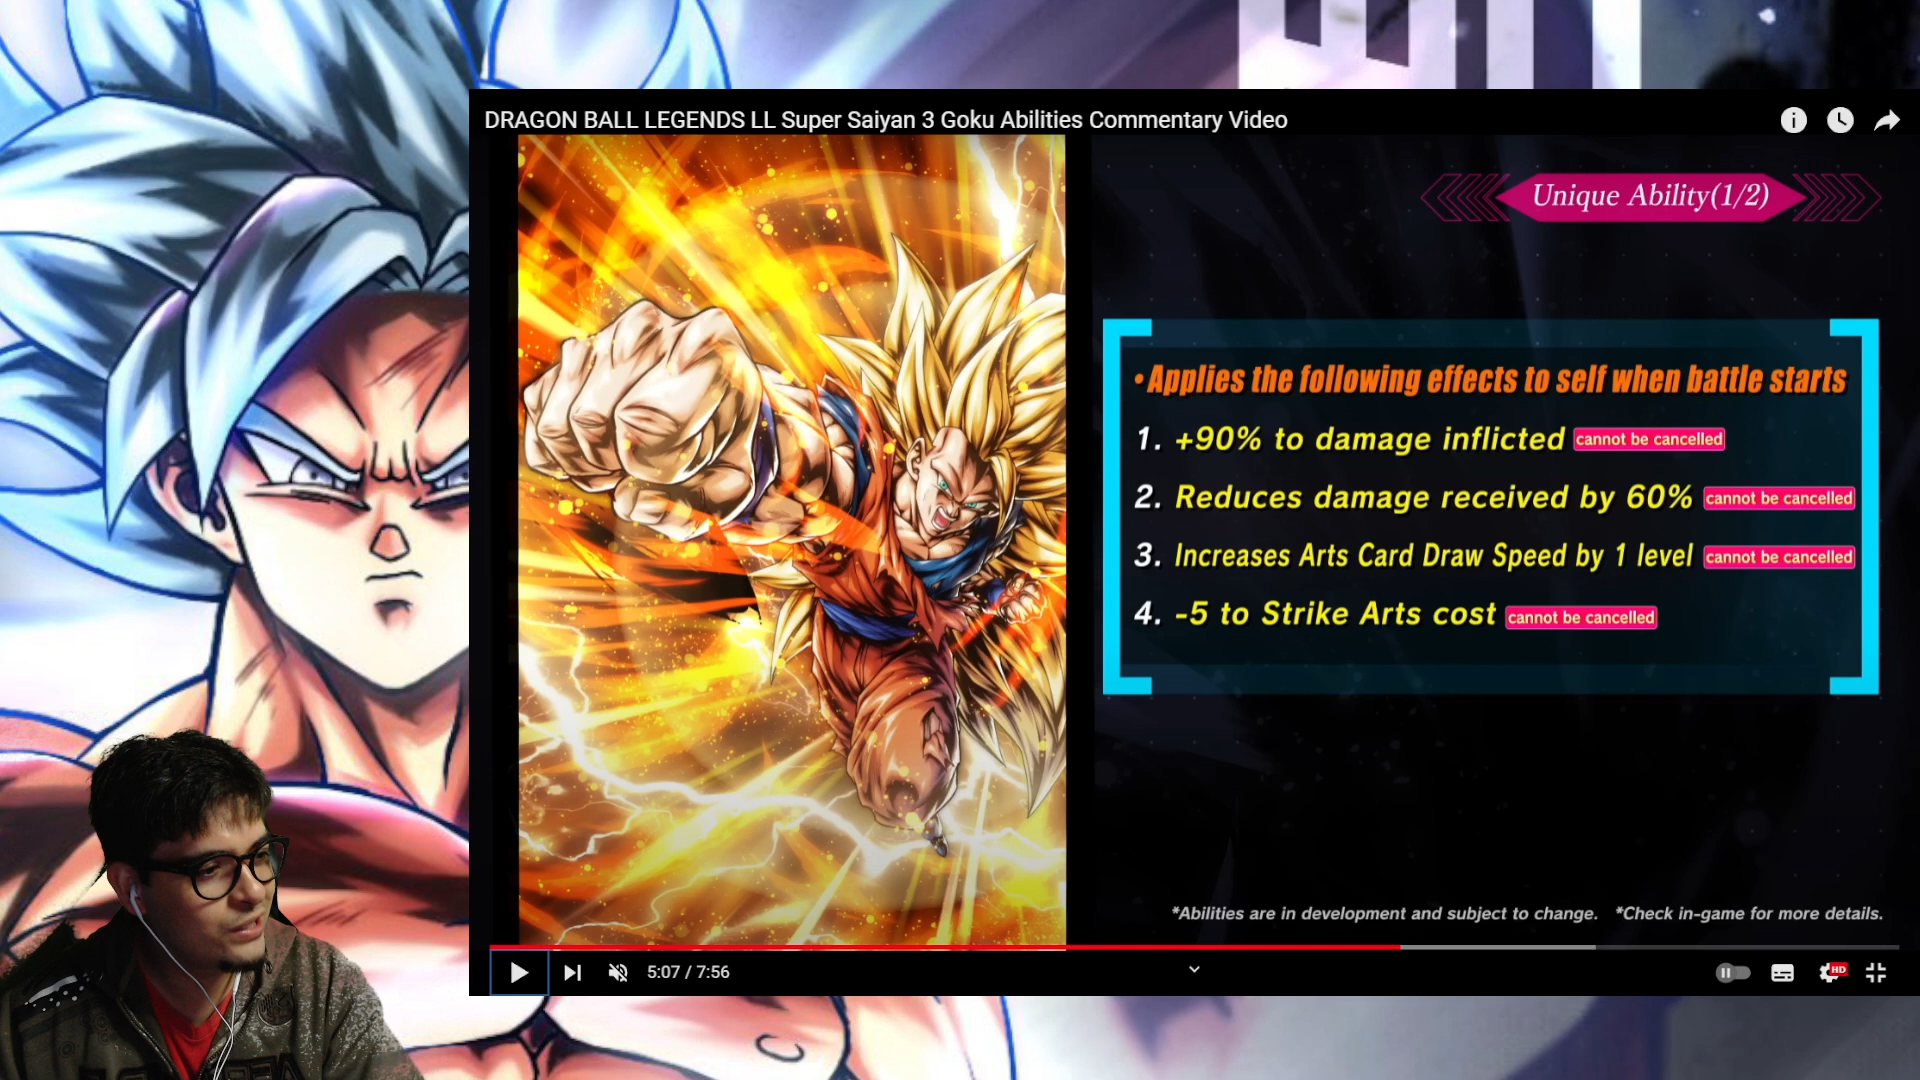 DRAGON BALL LEGENDS LL Super Saiyan 3 Goku Abilities Commentary Video
Unique Ability(1/2)
•Applies the following effects to self when battle starts
1. +90% to damage inflicted cannot be cancelled
2. Reduces damage received by 60% cannot be cancelled
3. Increases Arts Card Draw Speed by 1 level cannot be cancelled
4. -5 to Strike Arts cost cannot be cancelled
*Abilities are in development and subject to change. *Check in-game for more details.
5:07 / 7:56
HD